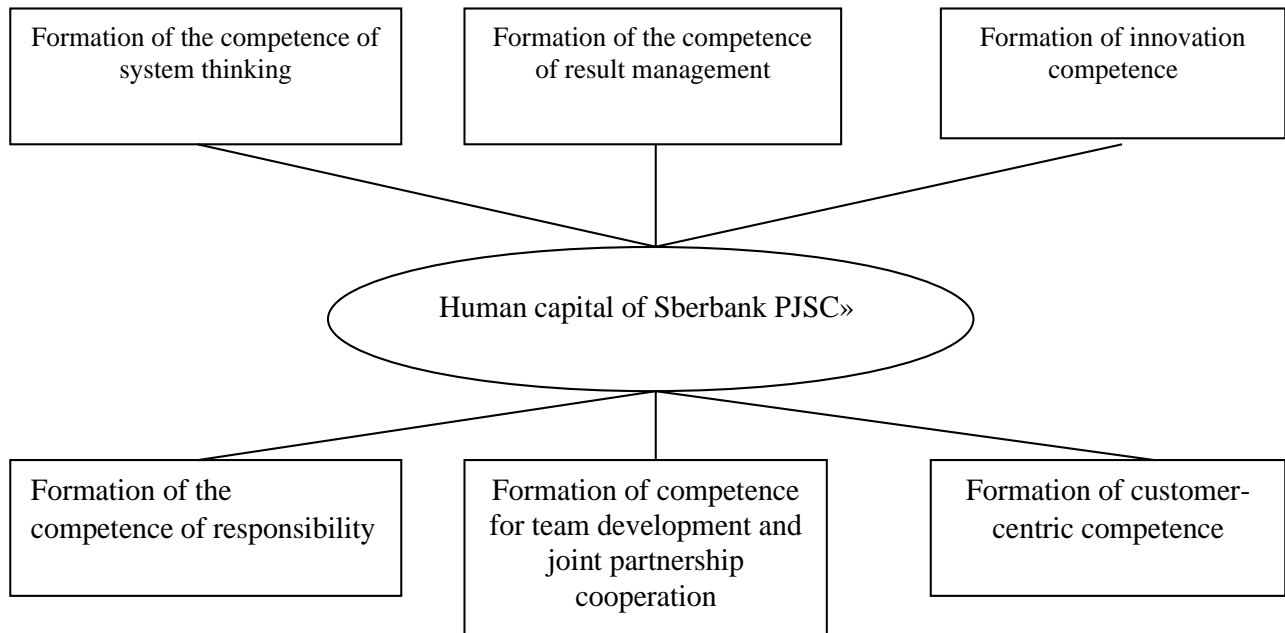 Formation of the competence of
system thinking
Formation of the competence
of result management
Formation of innovation
competence
Human capital of Sberbank PJSC»
Formation of the
competence of responsibility
Formation of competence
for team development and
joint partnership
cooperation
Formation of customer-
centric competence